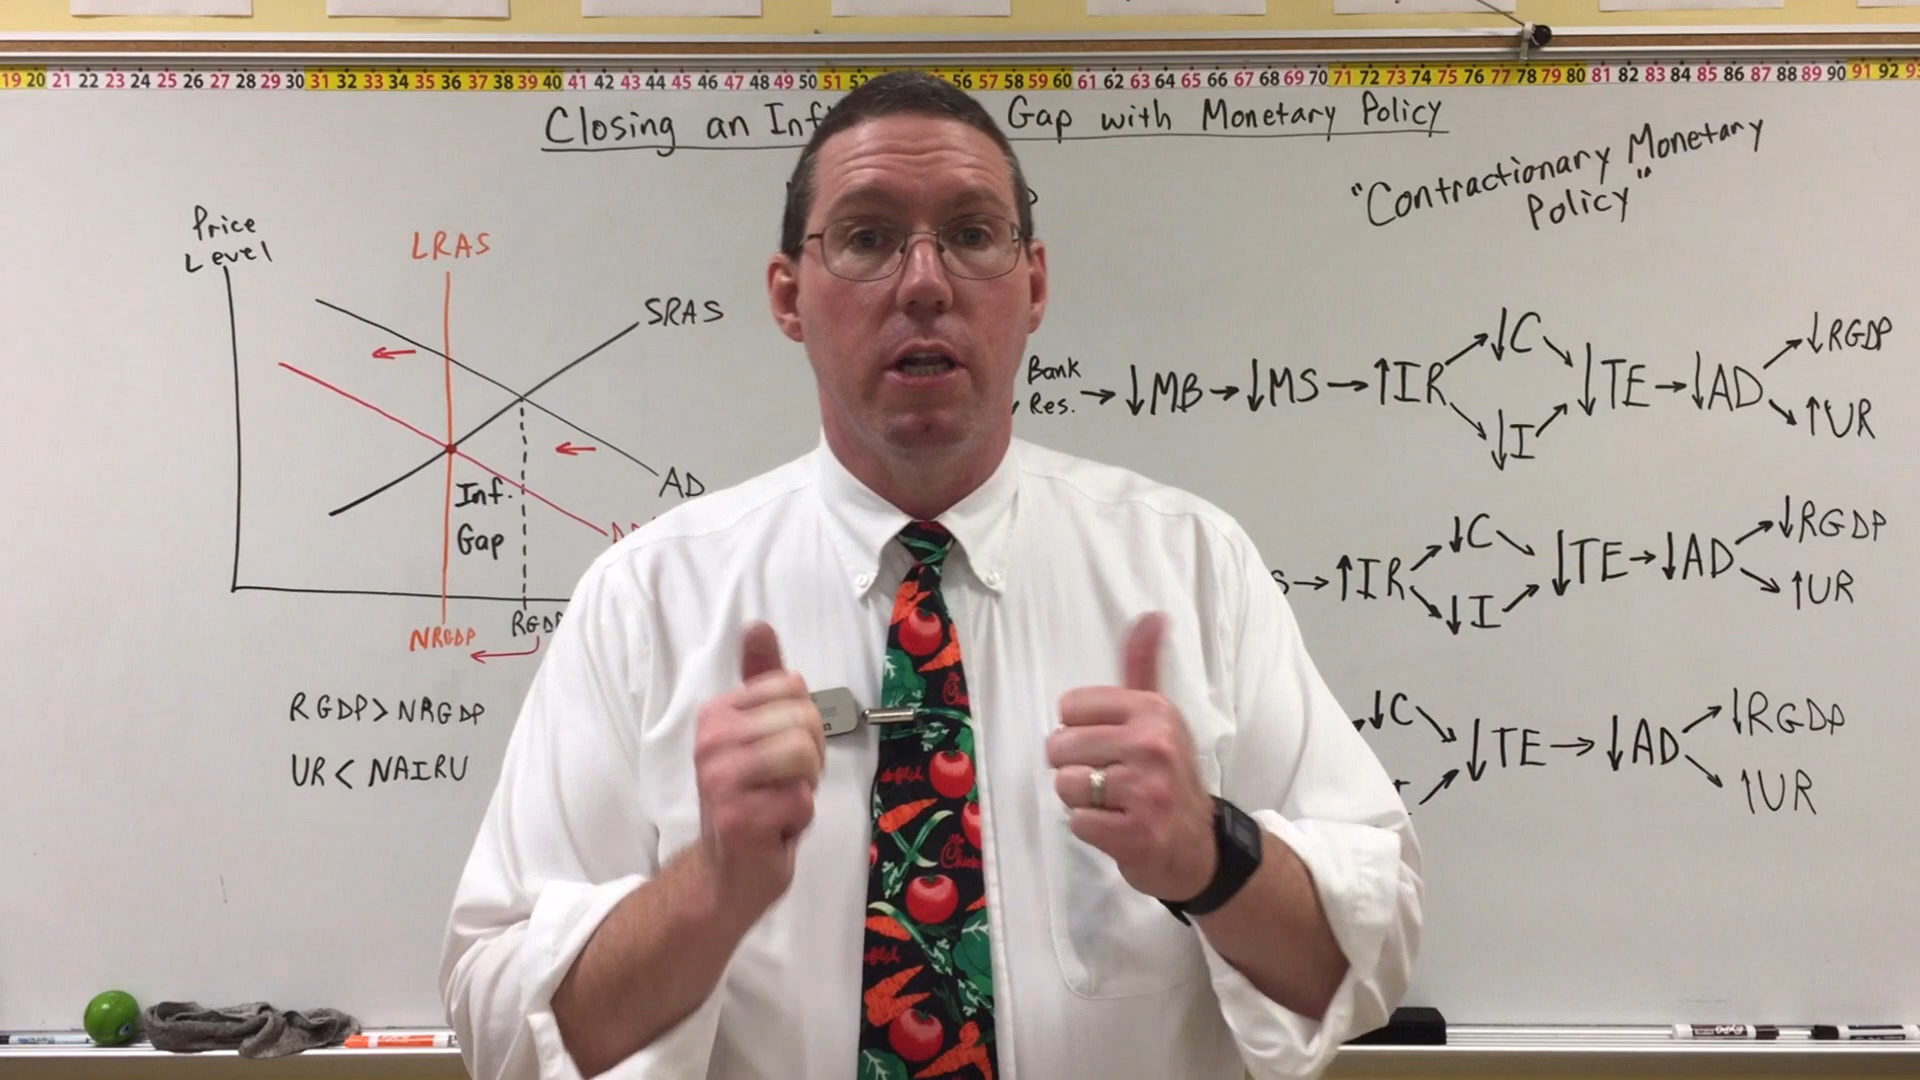 19 20 21 22 23 24 25 26 27 28 29 30 31 32 33 34 35 36 37 38 39 40 41 42 43 44 45 46 47 48 49 50 51 52 56 57 58 59 60 61 62 63 64 65 66 67 68 69 70 71 72 73 74 75 76 77 78 79 80 81 82 83 84 85 86 87 88 89 90 91 92
Closing an Inf Gap with Monetary Policy
"Contractionary Monetary
Policy"
Price
Level
LRAS
SRAS
AD
Inf.
Gap
NRGDP
RGDP
RGDP > NRGDP
UR < NAIRU
Bank
Res. → ↓MB → ↓MS → ↑IR ↓C ↓I ↓TE → ↓AD ↓RGDP ↑UR
→ ↑IR ↓C ↓I ↓TE → ↓AD ↓RGDP ↑UR
↓C ↓TE → ↓AD ↓RGDP ↑UR